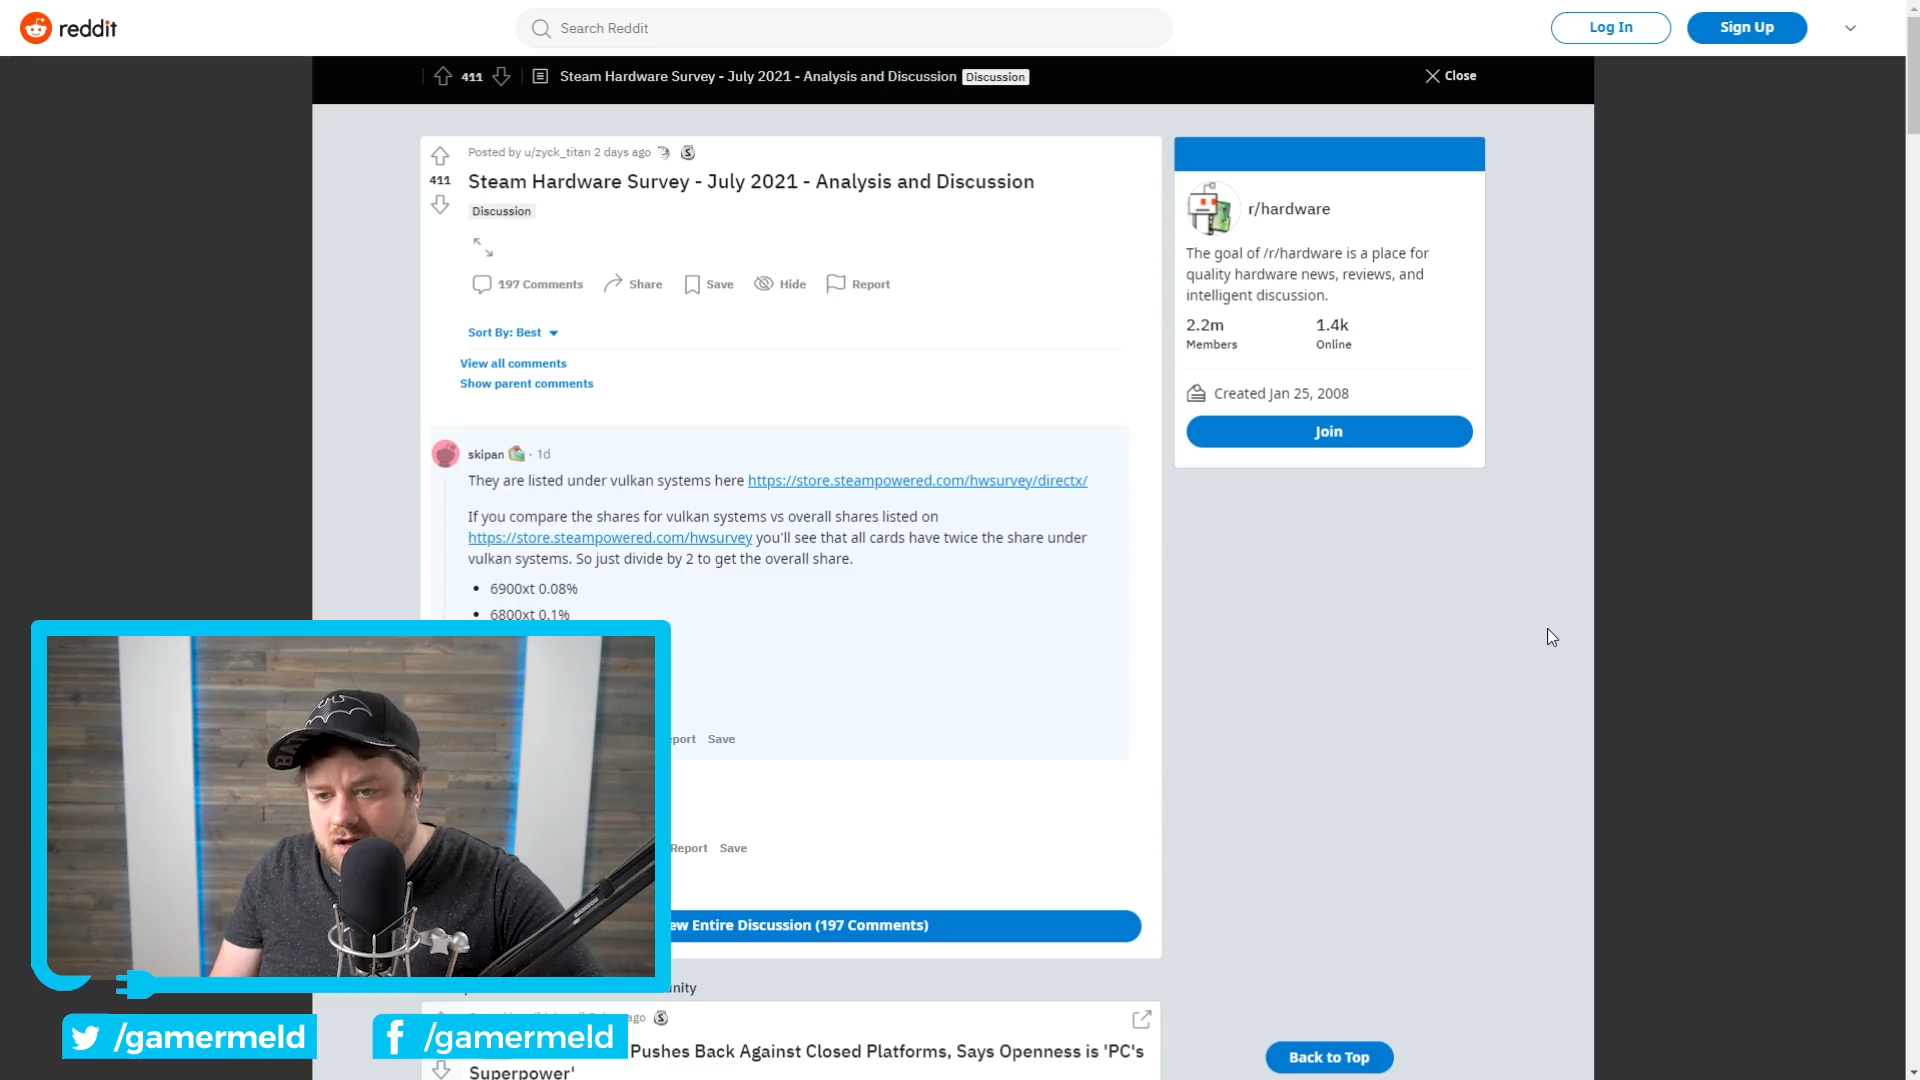 reddit
Search Reddit
Log In
Sign Up
411
Steam Hardware Survey - July 2021 - Analysis and Discussion
Discussion
Close
Posted by u/zyck_titan 2 days ago
411
Steam Hardware Survey - July 2021 - Analysis and Discussion
Discussion
197 Comments
Share
Save
Hide
Report
Sort By: Best
View all comments
Show parent comments
skipan · 1d
They are listed under vulkan systems here https://store.steampowered.com/hwsurvey/directx/
If you compare the shares for vulkan systems vs overall shares listed on
https://store.steampowered.com/hwsurvey you'll see that all cards have twice the share under
vulkan systems. So just divide by 2 to get the overall share.
• 6900xt 0.08%
• 6800xt 0.1%
Save
Report
Save
Entire Discussion (197 Comments)
Pushes Back Against Closed Platforms, Says Openness is 'PC's
Superpower'
r/hardware
The goal of /r/hardware is a place for
quality hardware news, reviews, and
intelligent discussion.
2.2m
Members
1.4k
Online
Created Jan 25, 2008
Join
Back to Top
SAMSON
/gamermeld
/gamermeld